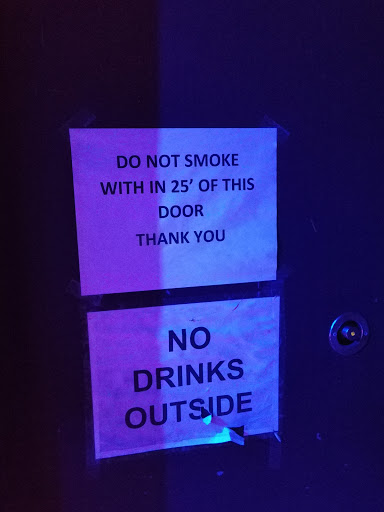 DO NOT SMOKE
WITH IN 25' OF THIS
DOOR
THANK YOU
NO
DRINKS
OUTSIDE